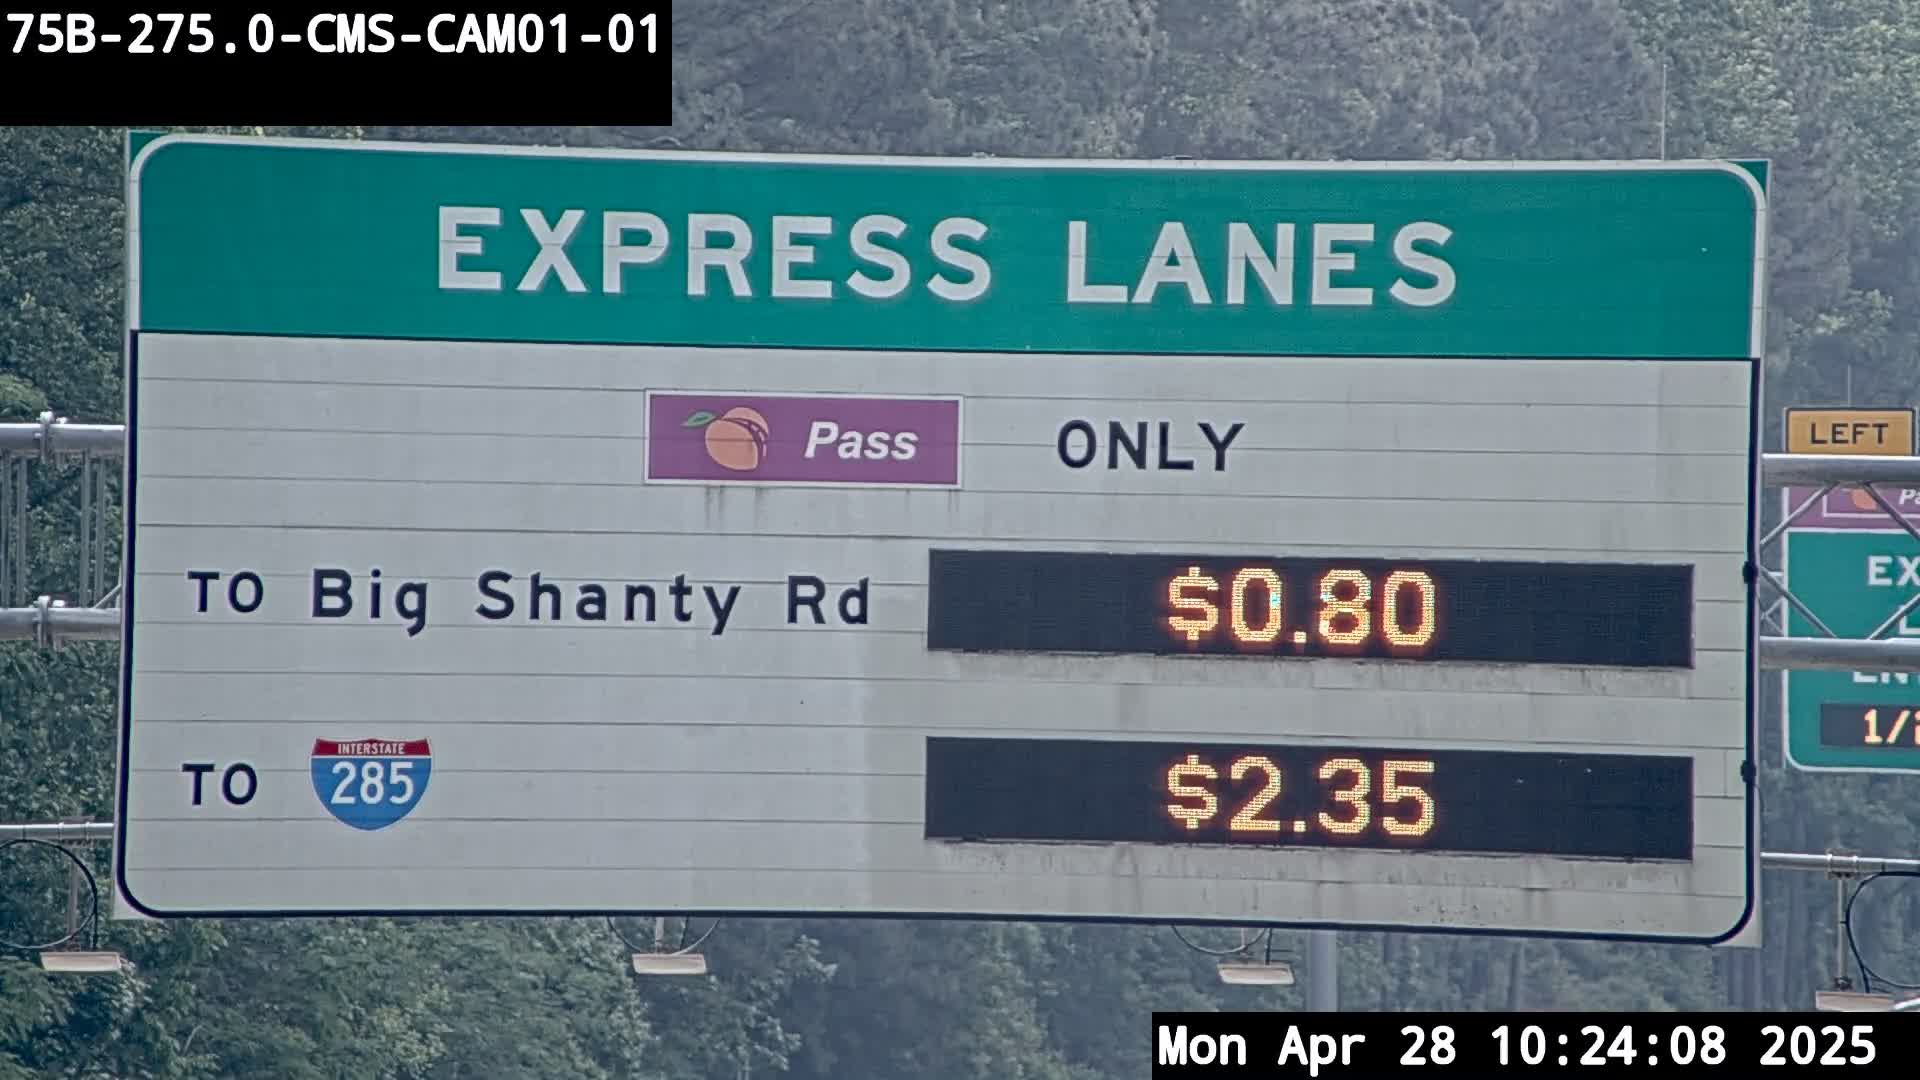 75B-275.0-CMS-CAM01-01
EXPRESS LANES
Pass ONLY
TO Big Shanty Rd $0.80
TO INTERSTATE 285 $2.35
LEFT
Mon Apr 28 10:24:08 2025